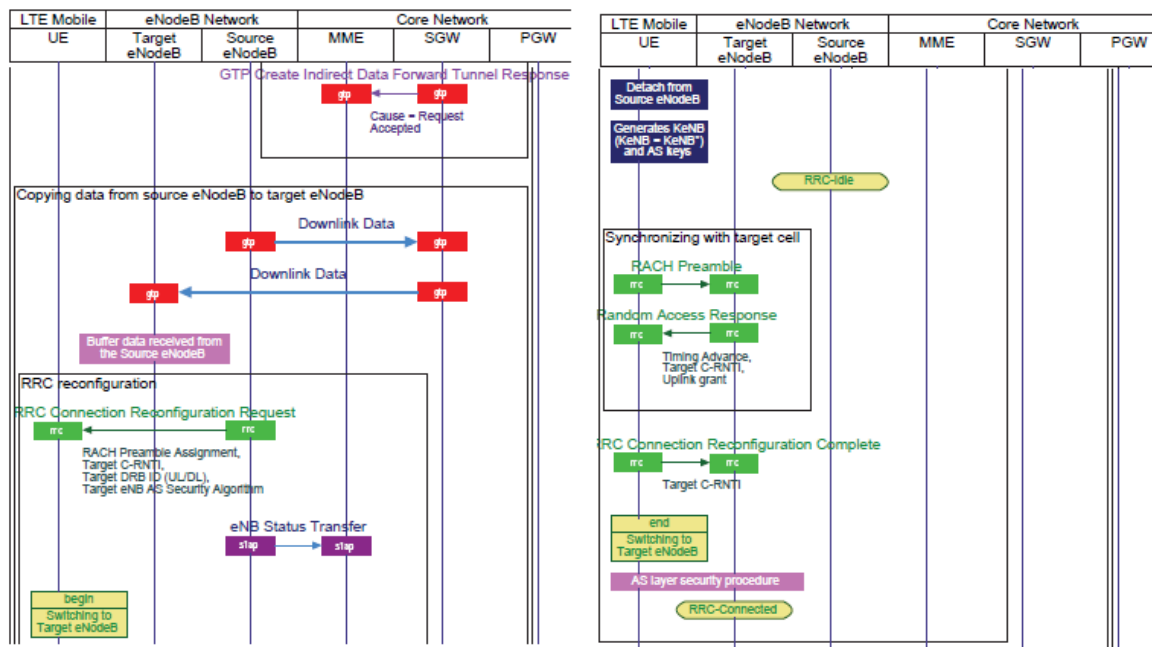 LTE Mobile
eNodeB Network
Core Network
UE
Target
eNodeB
Source
eNodeB
MME
SGW
PGW
GTP Create Indirect Data Forward Tunnel Response
gtp
gtp
Cause = Request
Accepted
Copying data from source eNodeB to target eNodeB
Downlink Data
gtp
gtp
Downlink Data
gtp
gtp
Buffer data received from
the Source eNodeB
RRC reconfiguration
RRC Connection Reconfiguration Request
rrc
rrc
RACH Preamble Assignment,
Target C-RNTI,
Target DRB ID (UL/DL),
Target eNB AS Security Algorithm
eNB Status Transfer
s1ap
s1ap
begin
Switching to
Target eNodeB
LTE Mobile
eNodeB Network
Core Network
UE
Target
eNodeB
Source
eNodeB
MME
SGW
PGW
Detach from
Source eNodeB
Generates KeNB
(KeNB = KeNB*)
and AS keys
RRC-Idle
Synchronizing with target cell
RACH Preamble
rrc
rrc
Random Access Response
rrc
rrc
Timing Advance,
Target C-RNTI,
Uplink grant
RRC Connection Reconfiguration Complete
rrc
rrc
Target C-RNTI
end
Switching to
Target eNodeB
AS layer security procedure
RRC-Connected